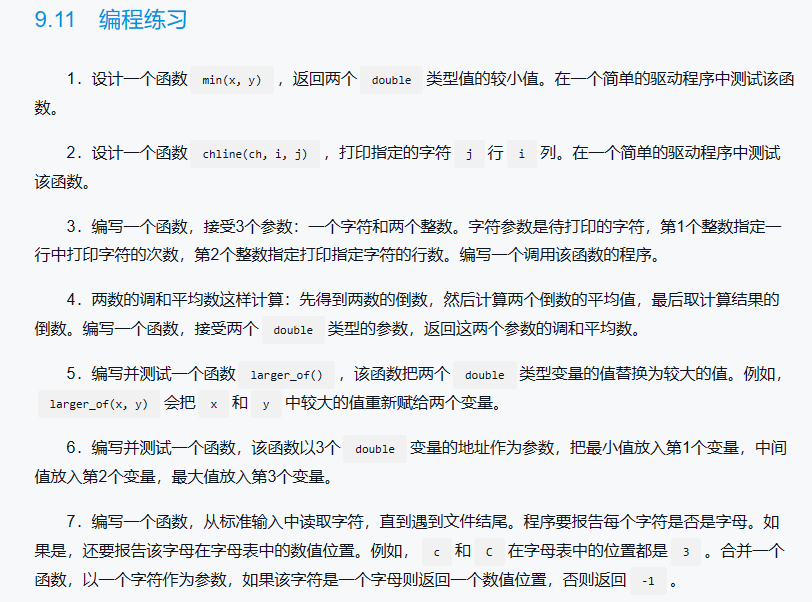 9.11 编程练习
1．设计一个函数 min(x, y) ，返回两个 double 类型值的较小值。在一个简单的驱动程序中测试该函
数。
2．设计一个函数 chline(ch, i, j) ，打印指定的字符 j 行 i 列。在一个简单的驱动程序中测试
该函数。
3．编写一个函数，接受3个参数：一个字符和两个整数。字符参数是待打印的字符，第1个整数指定一
行中打印字符的次数，第2个整数指定打印指定字符的行数。编写一个调用该函数的程序。
4．两数的调和平均数这样计算：先得到两数的倒数，然后计算两个倒数的平均值，最后取计算结果的
倒数。编写一个函数，接受两个 double 类型的参数，返回这两个参数的调和平均数。
5．编写并测试一个函数 larger_of() ，该函数把两个 double 类型变量的值替换为较大的值。例如，
larger_of(x, y) 会把 x 和 y 中较大的值重新赋给两个变量。
6．编写并测试一个函数，该函数以3个 double 变量的地址作为参数，把最小值放入第1个变量，中间
值放入第2个变量，最大值放入第3个变量。
7．编写一个函数，从标准输入中读取字符，直到遇到文件结尾。程序要报告每个字符是否是字母。如
果是，还要报告该字母在字母表中的数值位置。例如， c 和 C 在字母表中的位置都是 3 。合并一个
函数，以一个字符作为参数，如果该字符是一个字母则返回一个数值位置，否则返回 -1 。